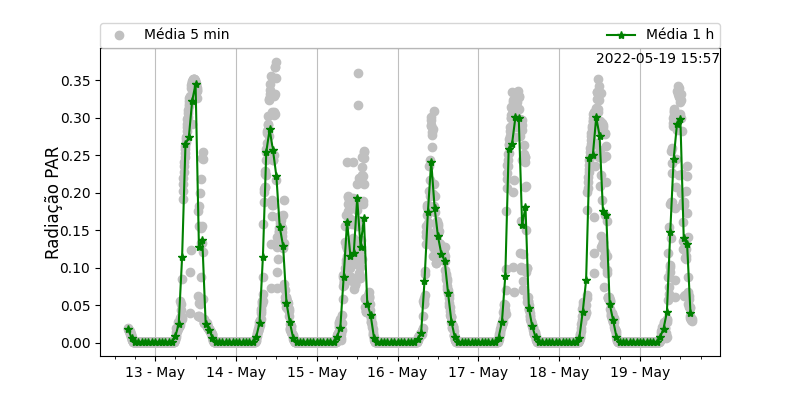 Média 5 min
Média 1 h
2022-05-19 15:57
Radiação PAR
0.35
0.30
0.25
0.20
0.15
0.10
0.05
0.00
13 - May
14 - May
15 - May
16 - May
17 - May
18 - May
19 - May